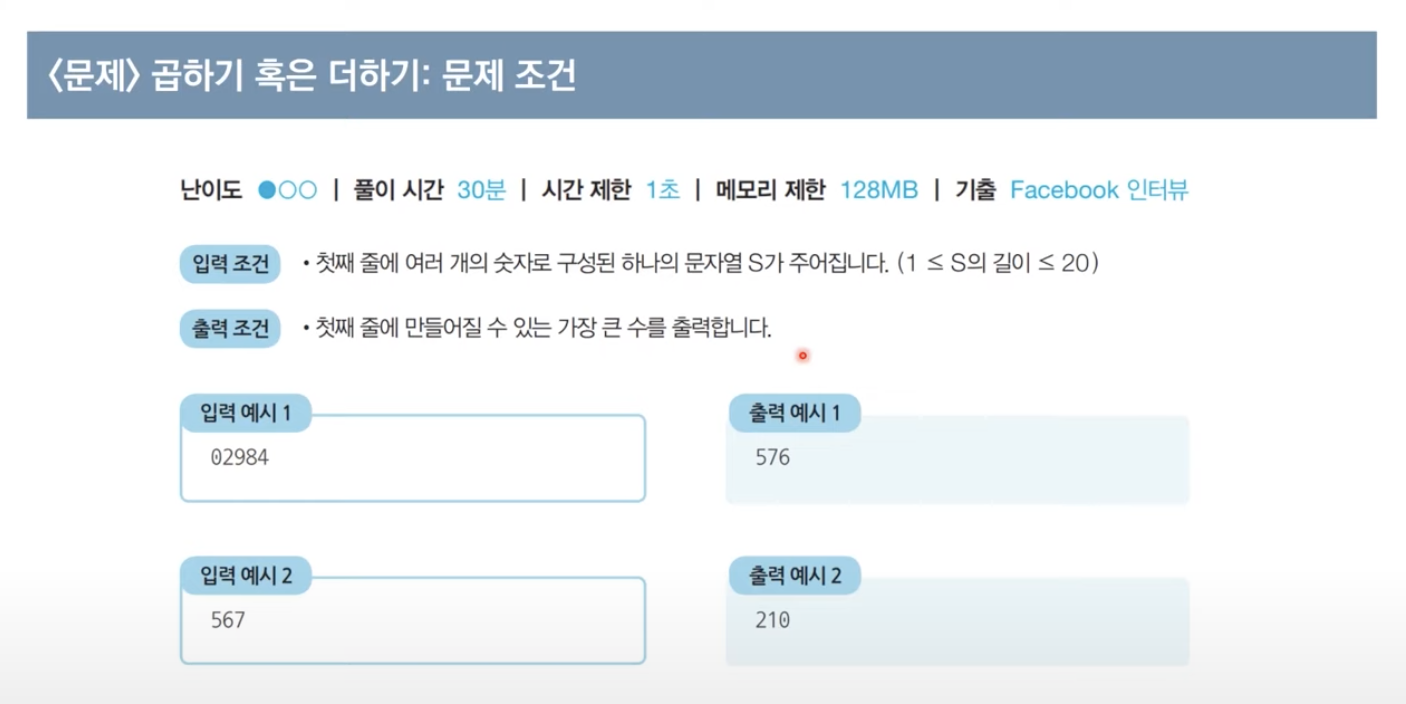 <문제> 곱하기 혹은 더하기: 문제 조건
난이도 ●○○ | 풀이 시간 30분 | 시간 제한 1초 | 메모리 제한 128MB | 기출 Facebook 인터뷰
입력 조건 • 첫째 줄에 여러 개의 숫자로 구성된 하나의 문자열 S가 주어집니다. (1 ≤ S의 길이 ≤ 20)
출력 조건 • 첫째 줄에 만들어질 수 있는 가장 큰 수를 출력합니다.
입력 예시 1
02984
출력 예시 1
576
입력 예시 2
567
출력 예시 2
210